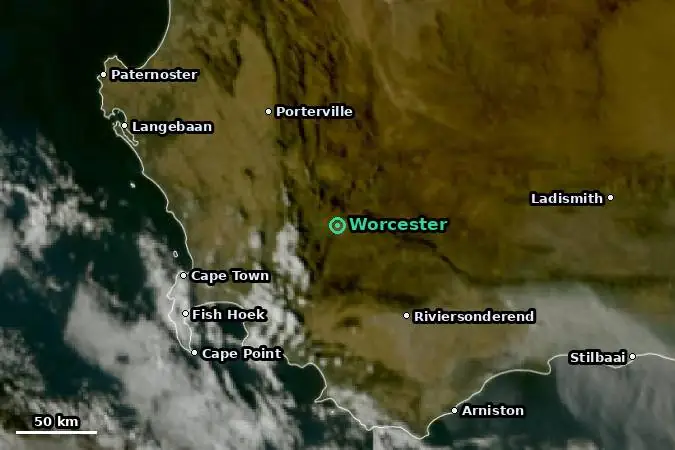 Paternoster
Porterville
Langebaan
Ladismith
Worcester
Cape Town
Fish Hoek
Riviersonderend
Cape Point
Stilbaai
Arniston
50 km